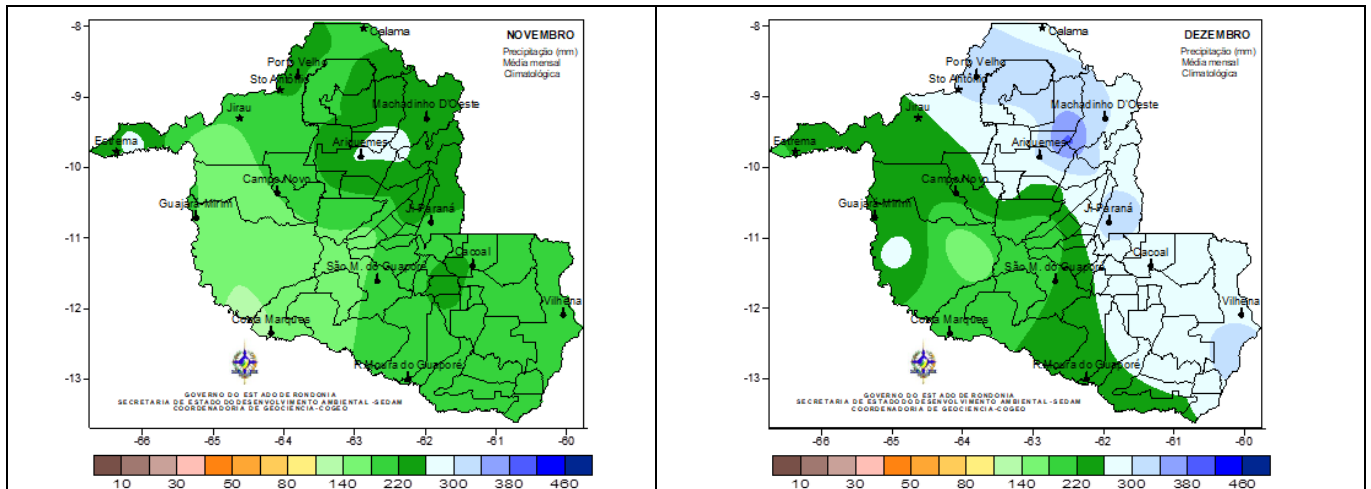 NOVEMBRO
Precipitação (mm)
Média mensal
Climatológica
Calama
Porto Velho
Sto Antônio
Jirau
Machadinho D'Oeste
Estrema
Ariquemes
Campo Novo
Guajará-Mirim
Ji-Paraná
Cacoal
São M. do Guaporé
Vilhena
Costa Marques
R.Moura do Guaporé
GOVERNO DO ESTADO DE RONDONIA
SECRETARIA DE ESTADO DO DESENVOLVIMENTO AMBIENTAL -SEDAM
COORDENADORIA DE GEOCIENCIA-COGEO
-8
-9
-10
-11
-12
-13
-66 -65 -64 -63 -62 -61 -60
10 30 50 80 140 220 300 380 460
DEZEMBRO
Precipitação (mm)
Média mensal
Climatológica
Calama
Porto Velho
Sto Antônio
Jirau
Machadinho D'Oeste
Estrema
Ariquemes
Campo Novo
Guajará-Mirim
Ji-Paraná
Cacoal
São M. do Guaporé
Vilhena
Costa Marques
R.Moura do Guaporé
GOVERNO DO ESTADO DE RONDONIA
SECRETARIA DE ESTADO DO DESENVOLVIMENTO AMBIENTAL -SEDAM
COORDENADORIA DE GEOCIENCIA-COGEO
-8
-9
-10
-11
-12
-13
-66 -65 -64 -63 -62 -61 -60
10 30 50 80 140 220 300 380 460